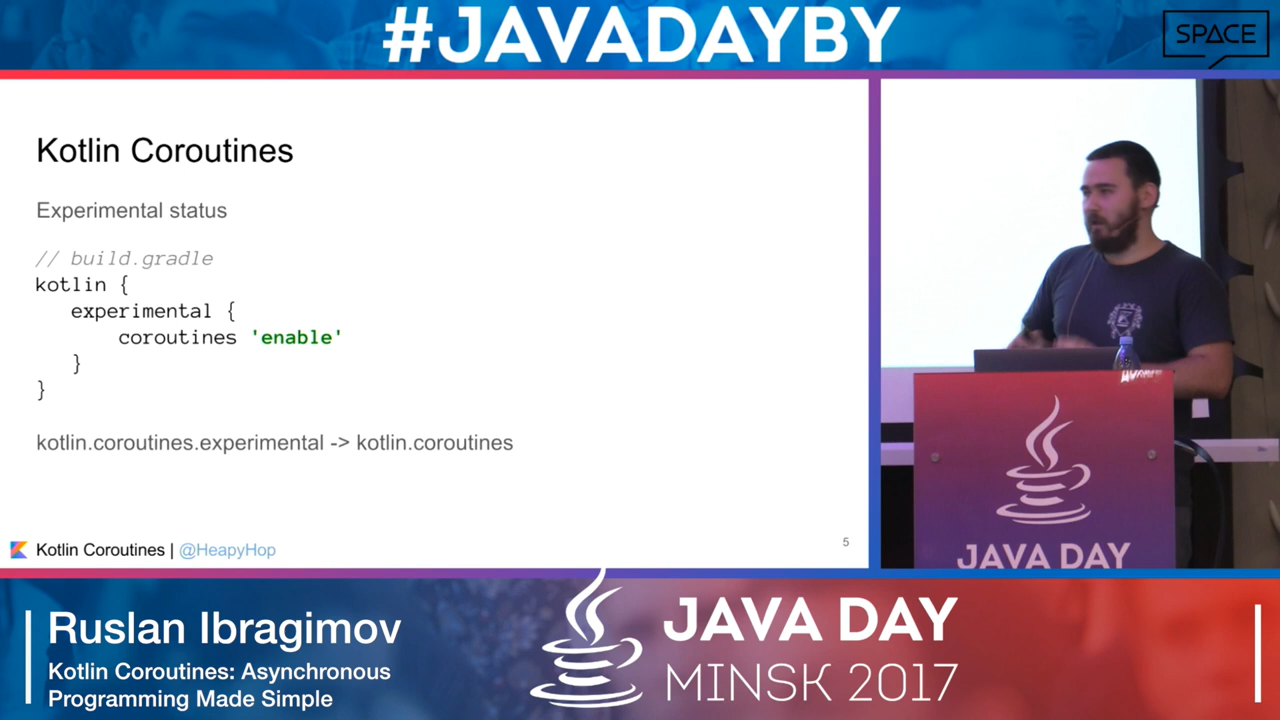 #JAVADAYBY
SPACE
Kotlin Coroutines
Experimental status
// build.gradle
kotlin {
experimental {
coroutines 'enable'
}
}
kotlin.coroutines.experimental -> kotlin.coroutines
Kotlin Coroutines | @HeapyHop
5
JAVA DAY
Ruslan Ibragimov
Kotlin Coroutines: Asynchronous
Programming Made Simple
JAVA DAY
MINSK 2017